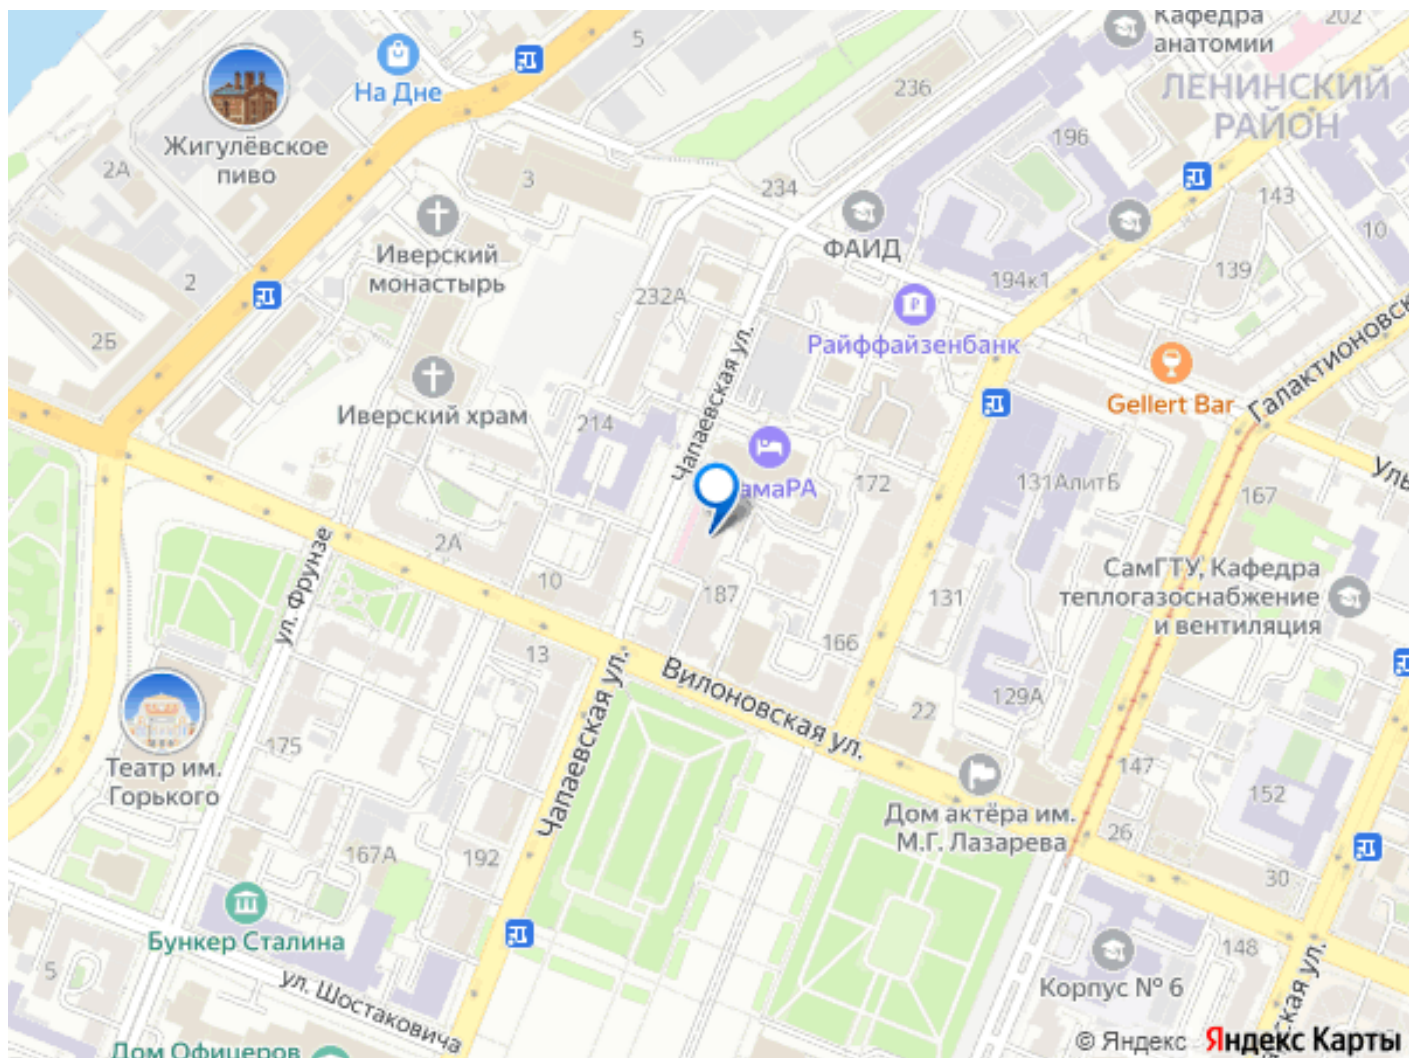 Кафедра
анатомии
202
5
На Дне
236
ЛЕНИНСКИЙ
РАЙОН
196
Жигулёвское
пиво
2А
3
234
143
10
ФАИД
Иверский
монастырь
2
232А
194к1
139
2Б
Райффайзенбанк
Чапаевская ул.
Иверский храм
214
Gellert Bar
Галактионовск
амаРА
172
131АлитБ
167
Улы
ул. Фрунзе
2А
10
187
131
166
СамГТУ, Кафедра
теплогазоснабжение
и вентиляция
13
Вилоновская ул.
129А
22
Чапаевская ул.
175
Театр им.
Горького
147
152
Дом актёра им.
М.Г. Лазарева
26
167А
192
30
Бункер Сталина
148
5
ул. Шостаковича
Корпус № 6
ская ул.
Дом Офицеров
© Яндекс Яндекс Карты